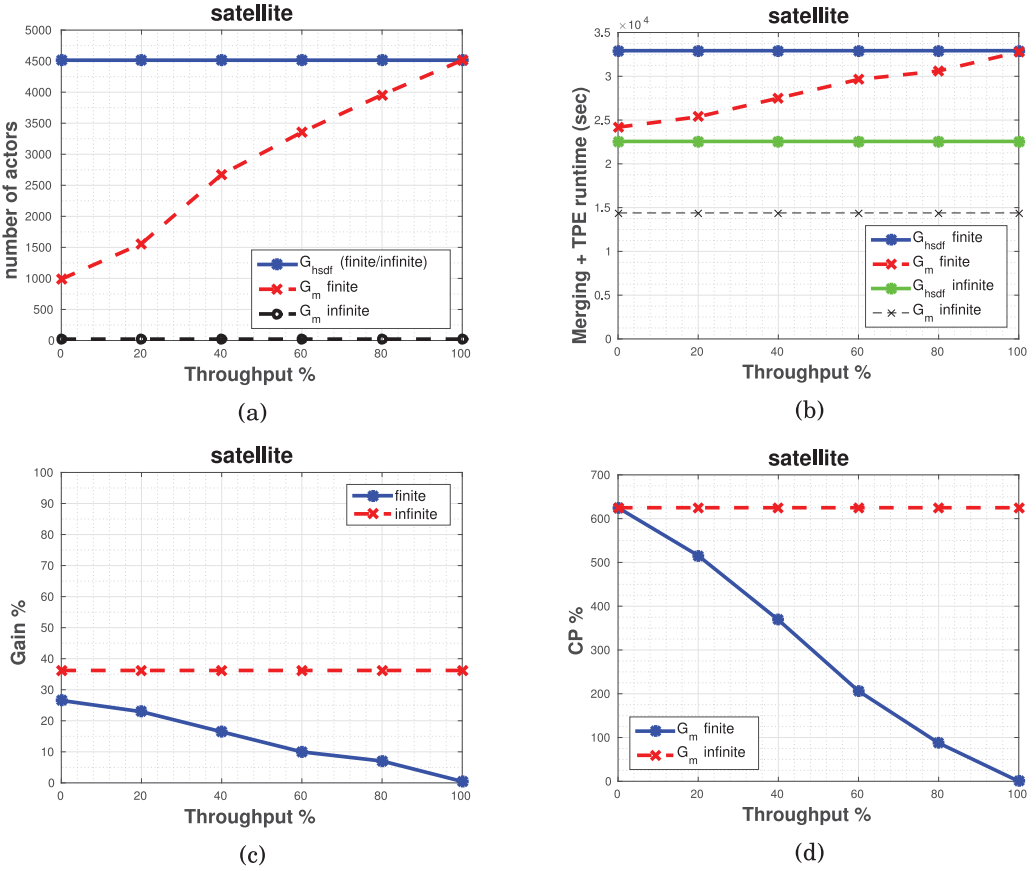 satellite
5000
4500
4000
3500
3000
2500
2000
1500
1000
500
0
number of actors
G_hsdf (finite/infinite)
G_m finite
G_m infinite
0 20 40 60 80 100
Throughput %
(a)
satellite
× 10^4
3.5
3
2.5
2
1.5
1
0.5
0
Merging + TPE runtime (sec)
G_hsdf finite
G_m finite
G_hsdf infinite
G_m infinite
0 20 40 60 80 100
Throughput %
(b)
satellite
100
90
80
70
60
50
40
30
20
10
0
Gain %
finite
infinite
0 20 40 60 80 100
Throughput %
(c)
satellite
700
600
500
400
300
200
100
0
CP %
G_m finite
G_m infinite
0 20 40 60 80 100
Throughput %
(d)